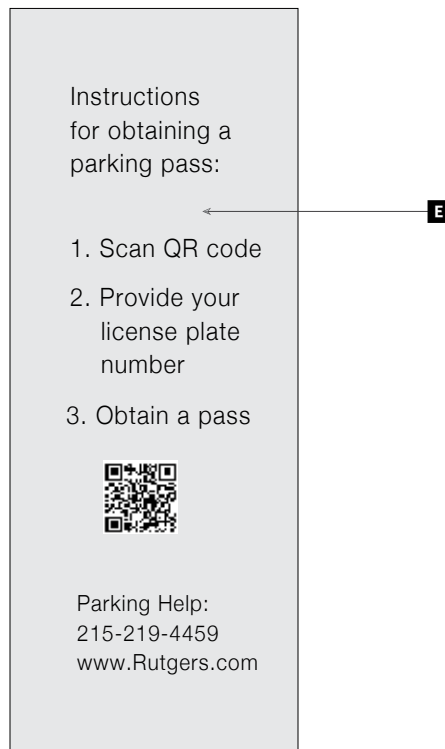 Instructions
for obtaining a
parking pass:
E
1. Scan QR code
2. Provide your
license plate
number
3. Obtain a pass
Parking Help:
215-219-4459
www.Rutgers.com